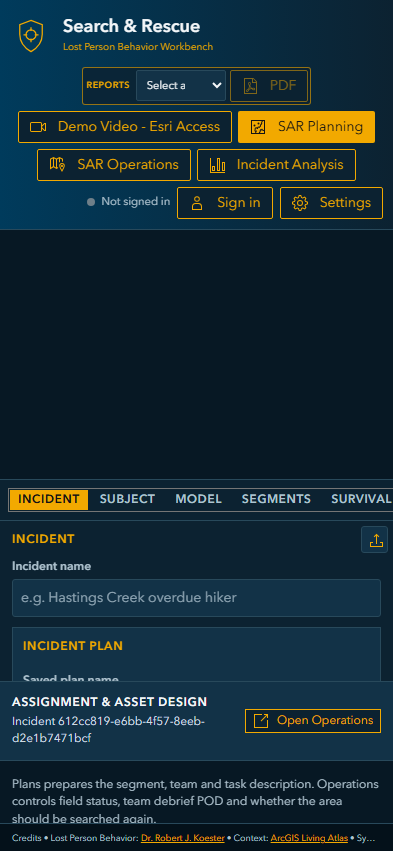 Search & Rescue
Lost Person Behavior Workbench
REPORTS Select a PDF
Demo Video - Esri Access SAR Planning
SAR Operations Incident Analysis
Not signed in Sign in Settings
INCIDENT SUBJECT MODEL SEGMENTS SURVIVAL
INCIDENT
Incident name
e.g. Hastings Creek overdue hiker
INCIDENT PLAN
Saved plan name
ASSIGNMENT & ASSET DESIGN
Incident 612cc819-e6bb-4f57-8eeb-
d2e1b7471bcf
Open Operations
Plans prepares the segment, team and task description. Operations
controls field status, team debrief POD and whether the area
should be searched again.
Credits • Lost Person Behavior: Dr. Robert J. Koester • Context: ArcGIS Living Atlas • Sy...